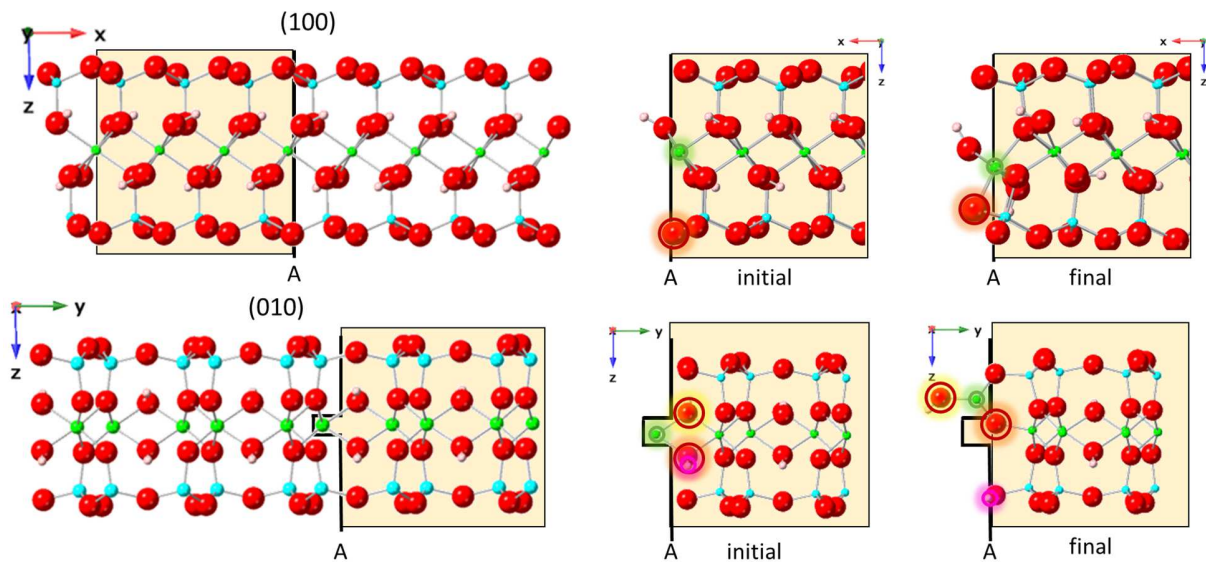 (100)
y x
z
A
x y
z
A
initial
x y
z
A
final
(010)
x y
z
A
x y
z
A
initial
x y
z
A
final